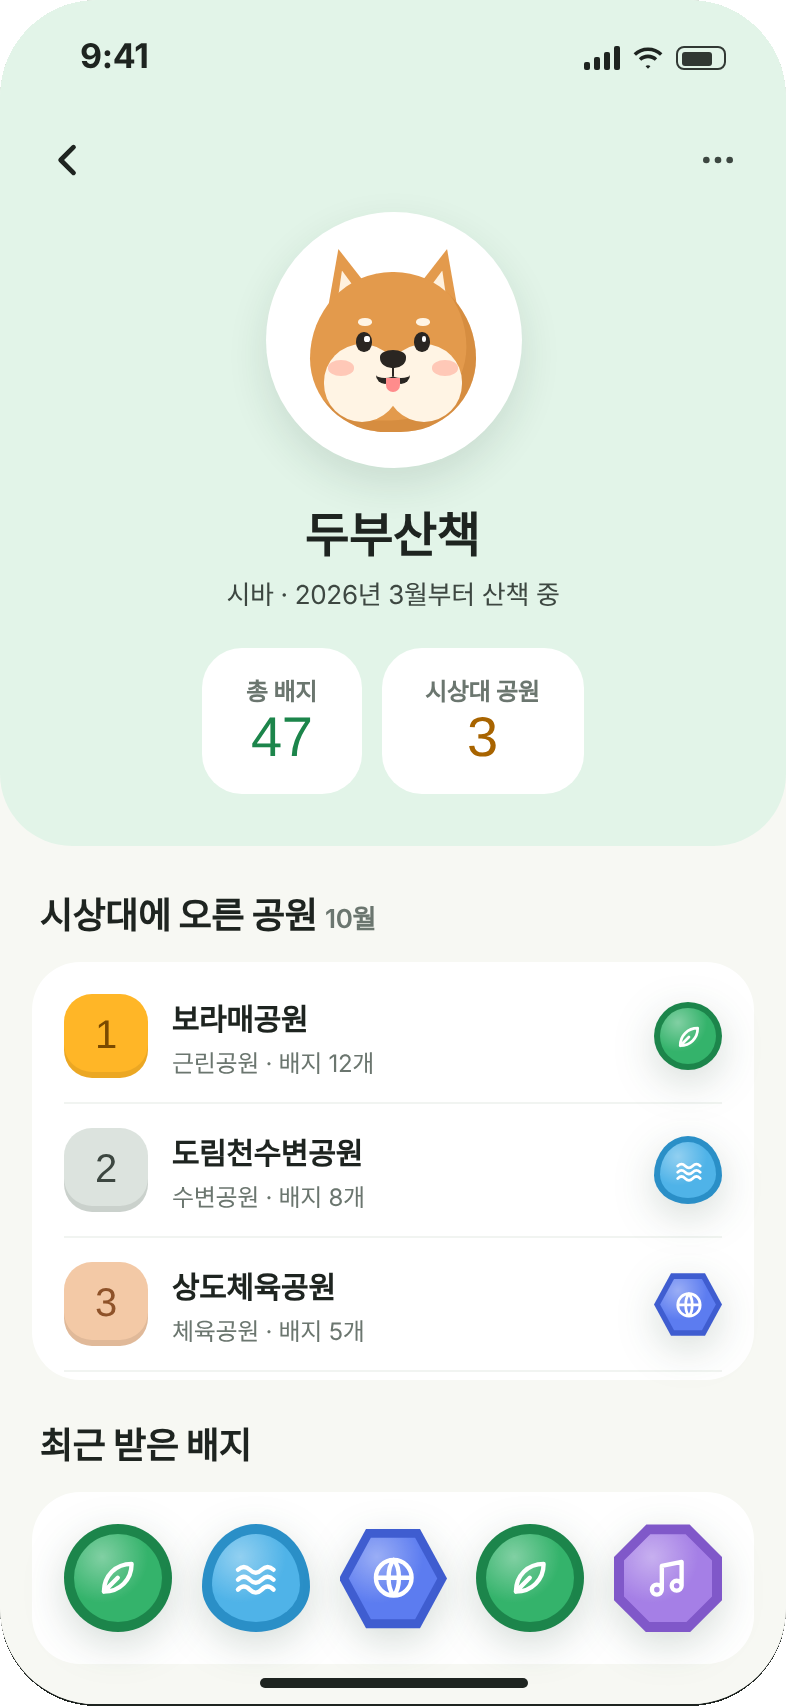 9:41
두부산책
시바 · 2026년 3월부터 산책 중
총 배지
47
시상대 공원
3
시상대에 오른 공원 10월
1
보라매공원
근린공원 · 배지 12개
2
도림천수변공원
수변공원 · 배지 8개
3
상도체육공원
체육공원 · 배지 5개
최근 받은 배지